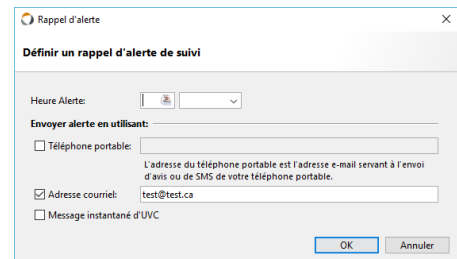 Rappel d'alerte
Définir un rappel d'alerte de suivi
Heure Alerte:
Envoyer alerte en utilisant:
Téléphone portable:
L'adresse du téléphone portable est l'adresse e-mail servant à l'envoi
d'avis ou de SMS de votre téléphone portable.
Adresse courriel: test@test.ca
Message instantané d'UVC
OK Annuler